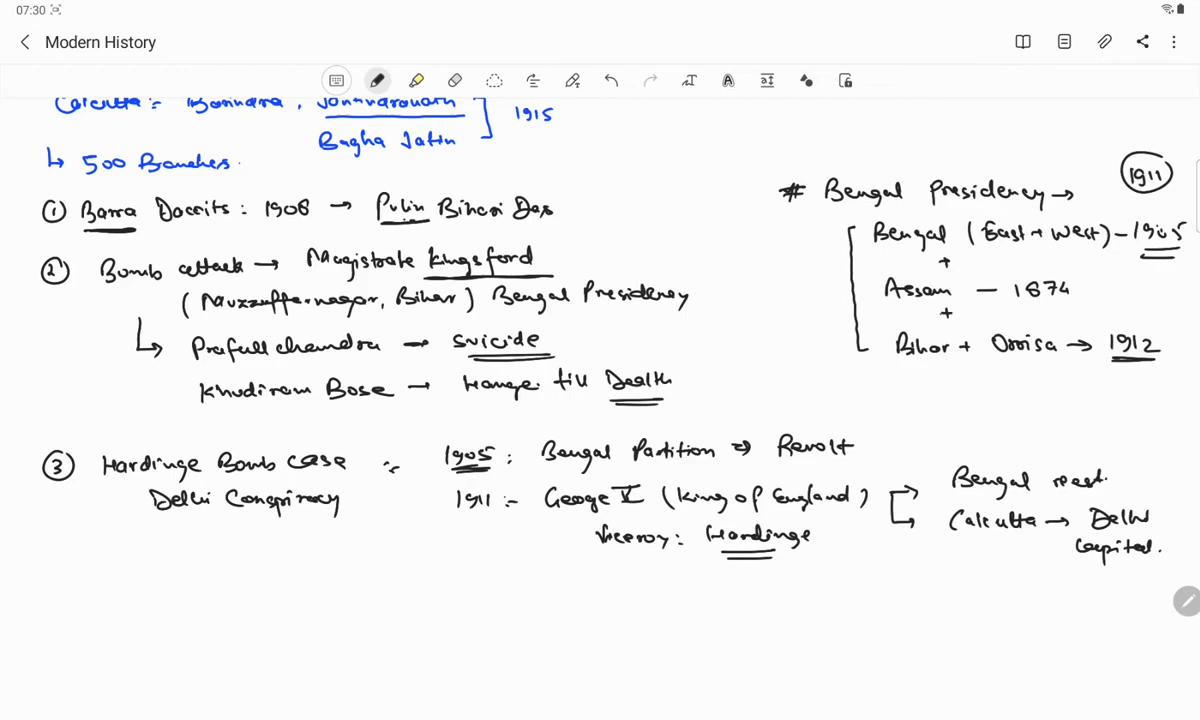 07:30
Modern History
Calcutta :- Barindra, Jatindranath ] 1915
Bagha Jatin
↳ 500 Branches.
① Barra Dacoits : 1908 → Pulin Bihari Das
② Bomb attack → Magistrate Kingsford
(Muzzuffernagar, Bihar) Bengal Presidency
↳ Prafull Chandra → suicide
Khudiram Bose → Hange till Death
# Bengal Presidency → 1911
Bengal (East + West) - 1905
+
Assam - 1874
+
Bihar + Orrisa → 1912
③ Hardinge Bomb case :- 1905 : Bengal Partition ⇒ Revolt
Delhi Conspiracy
1911 :- George V (King of England)
Viceroy : Hardinge
Bengal
Calcutta → Delhi
Capital.